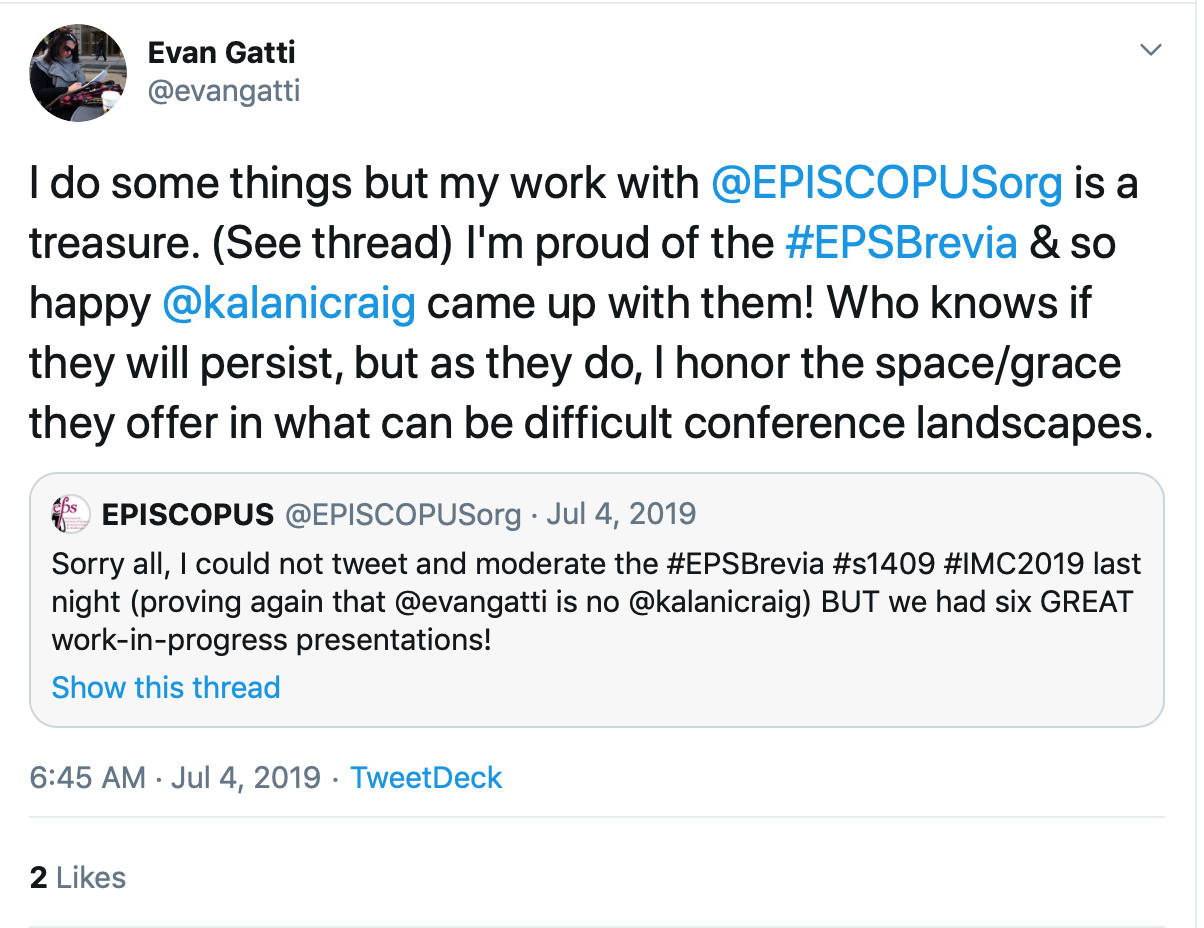 Evan Gatti
@evangatti
I do some things but my work with @EPISCOPUSorg is a
treasure. (See thread) I'm proud of the #EPSBrevia & so
happy @kalanicraig came up with them! Who knows if
they will persist, but as they do, I honor the space/grace
they offer in what can be difficult conference landscapes.
eps
EPISCOPUS @EPISCOPUSorg · Jul 4, 2019
Sorry all, I could not tweet and moderate the #EPSBrevia #s1409 #IMC2019 last
night (proving again that @evangatti is no @kalanicraig) BUT we had six GREAT
work-in-progress presentations!
Show this thread
6:45 AM · Jul 4, 2019 · TweetDeck
2 Likes